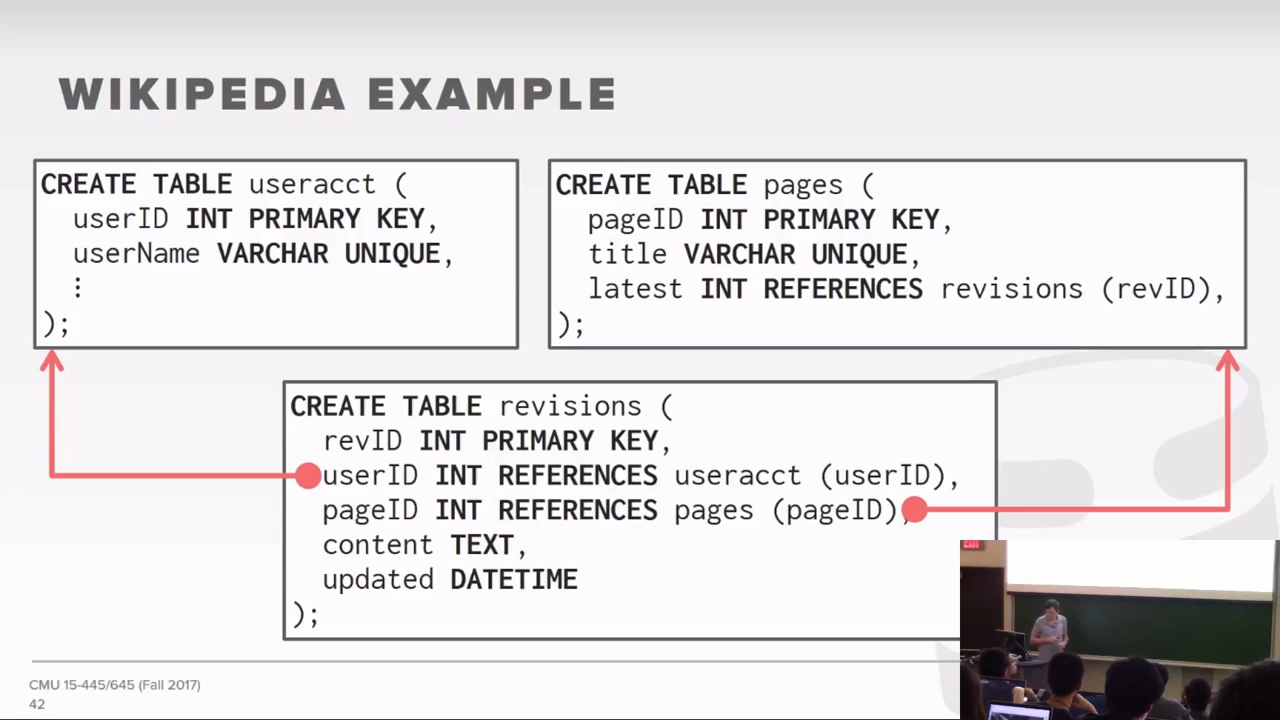 WIKIPEDIA EXAMPLE
CREATE TABLE useracct (
userID INT PRIMARY KEY,
userName VARCHAR UNIQUE,
⋮
);
CREATE TABLE pages (
pageID INT PRIMARY KEY,
title VARCHAR UNIQUE,
latest INT REFERENCES revisions (revID),
);
CREATE TABLE revisions (
revID INT PRIMARY KEY,
userID INT REFERENCES useracct (userID),
pageID INT REFERENCES pages (pageID),
content TEXT,
updated DATETIME
);
CMU 15-445/645 (Fall 2017)
42